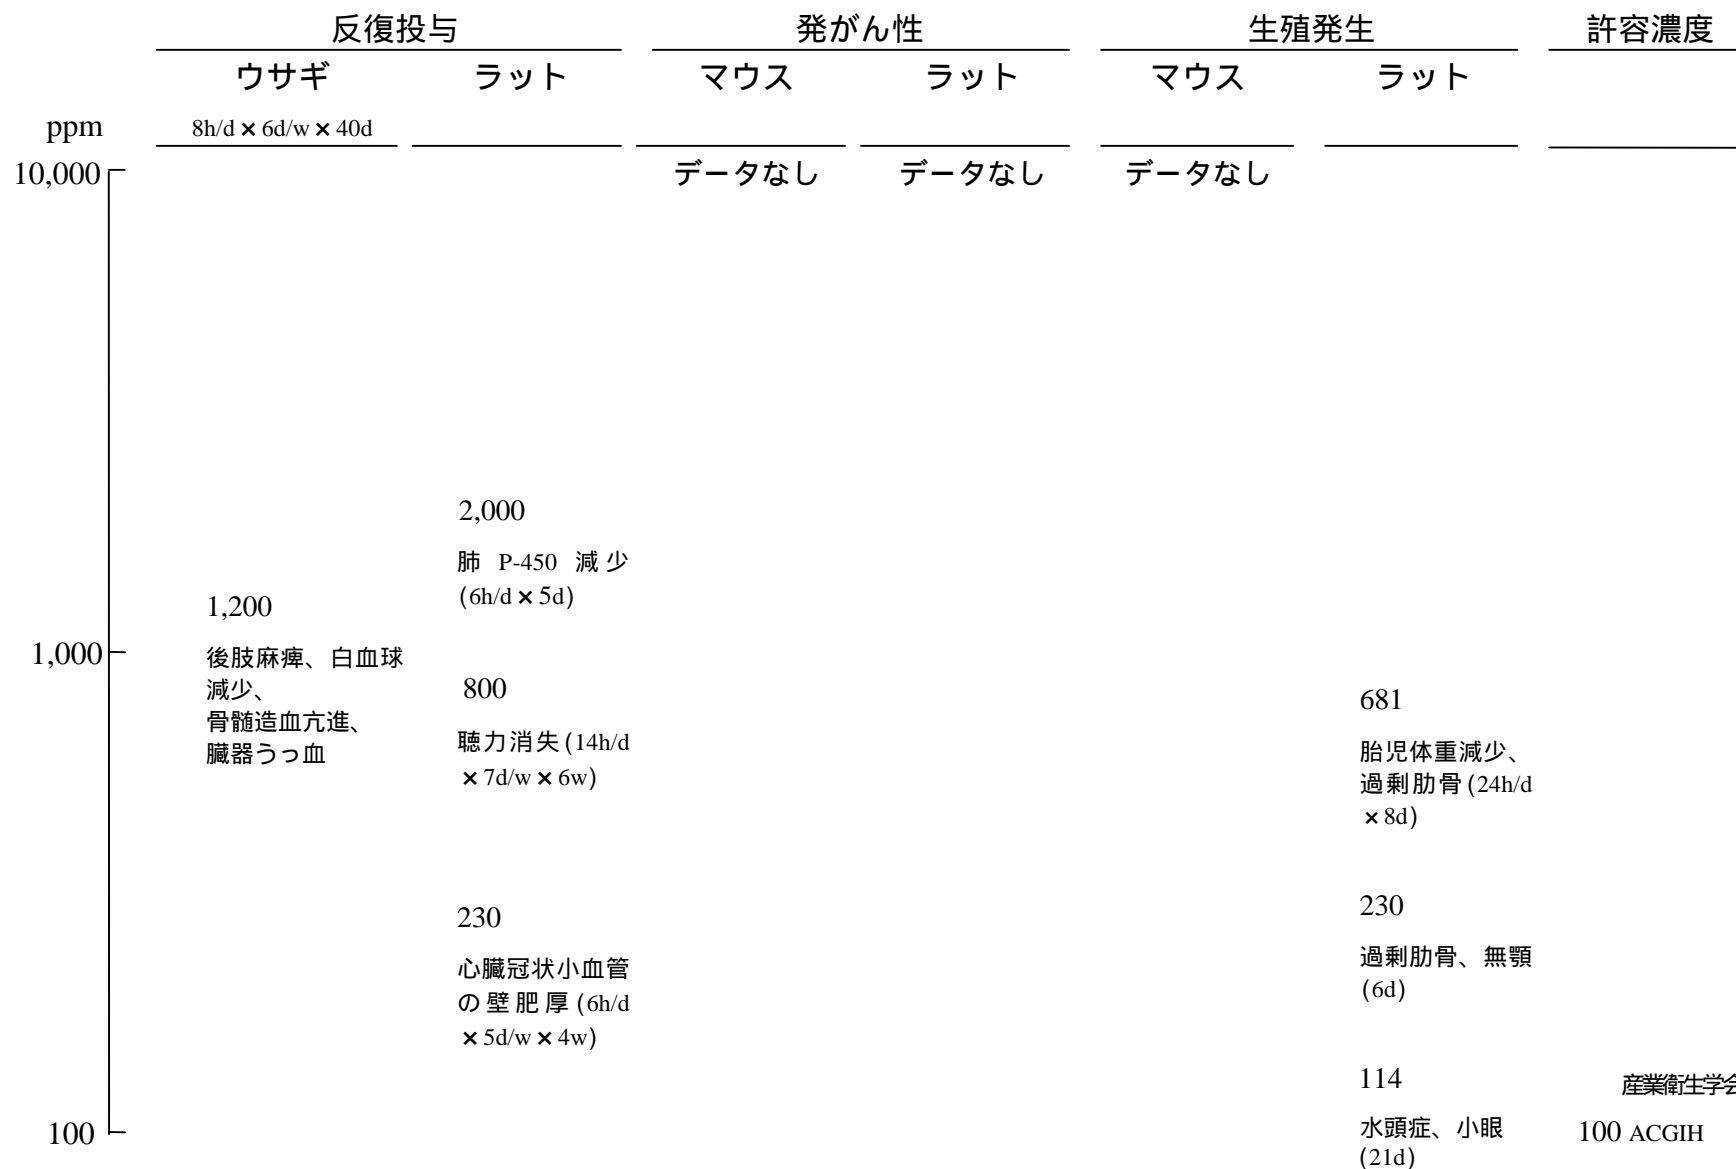 反復投与 発がん性 生殖発生 許容濃度
ウサギ ラット マウス ラット マウス ラット
ppm 8h/d × 6d/w × 40d
10,000 データなし データなし データなし
2,000
肺 P-450 減少
(6h/d × 5d)
1,200
1,000
後肢麻痺、白血球
減少、
骨髄造血亢進、
臓器うっ血
800
聴力消失(14h/d
× 7d/w × 6w)
681
胎児体重減少、
過剰肋骨(24h/d
× 8d)
230
心臓冠状小血管
の壁肥厚(6h/d
× 5d/w × 4w)
230
過剰肋骨、無顎
(6d)
114
水頭症、小眼
(21d)
産業衛生学会
100
100 ACGIH